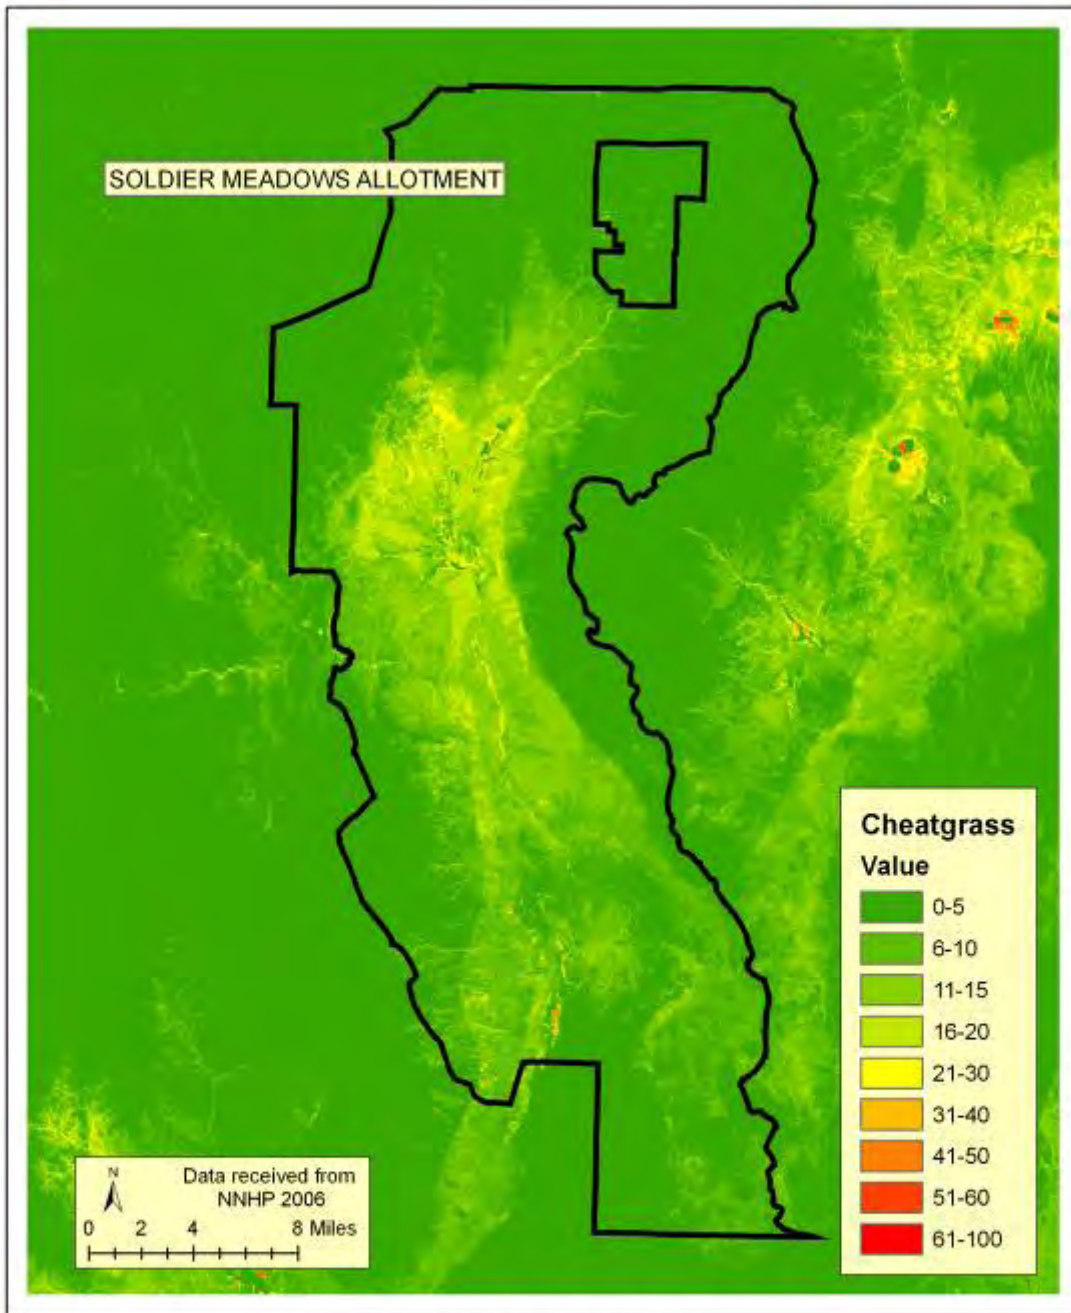 SOLDIER MEADOWS ALLOTMENT
Cheatgrass
Value
0-5
6-10
11-15
16-20
21-30
31-40
41-50
51-60
61-100
N
Data received from
NNHP 2006
0 2 4 8 Miles